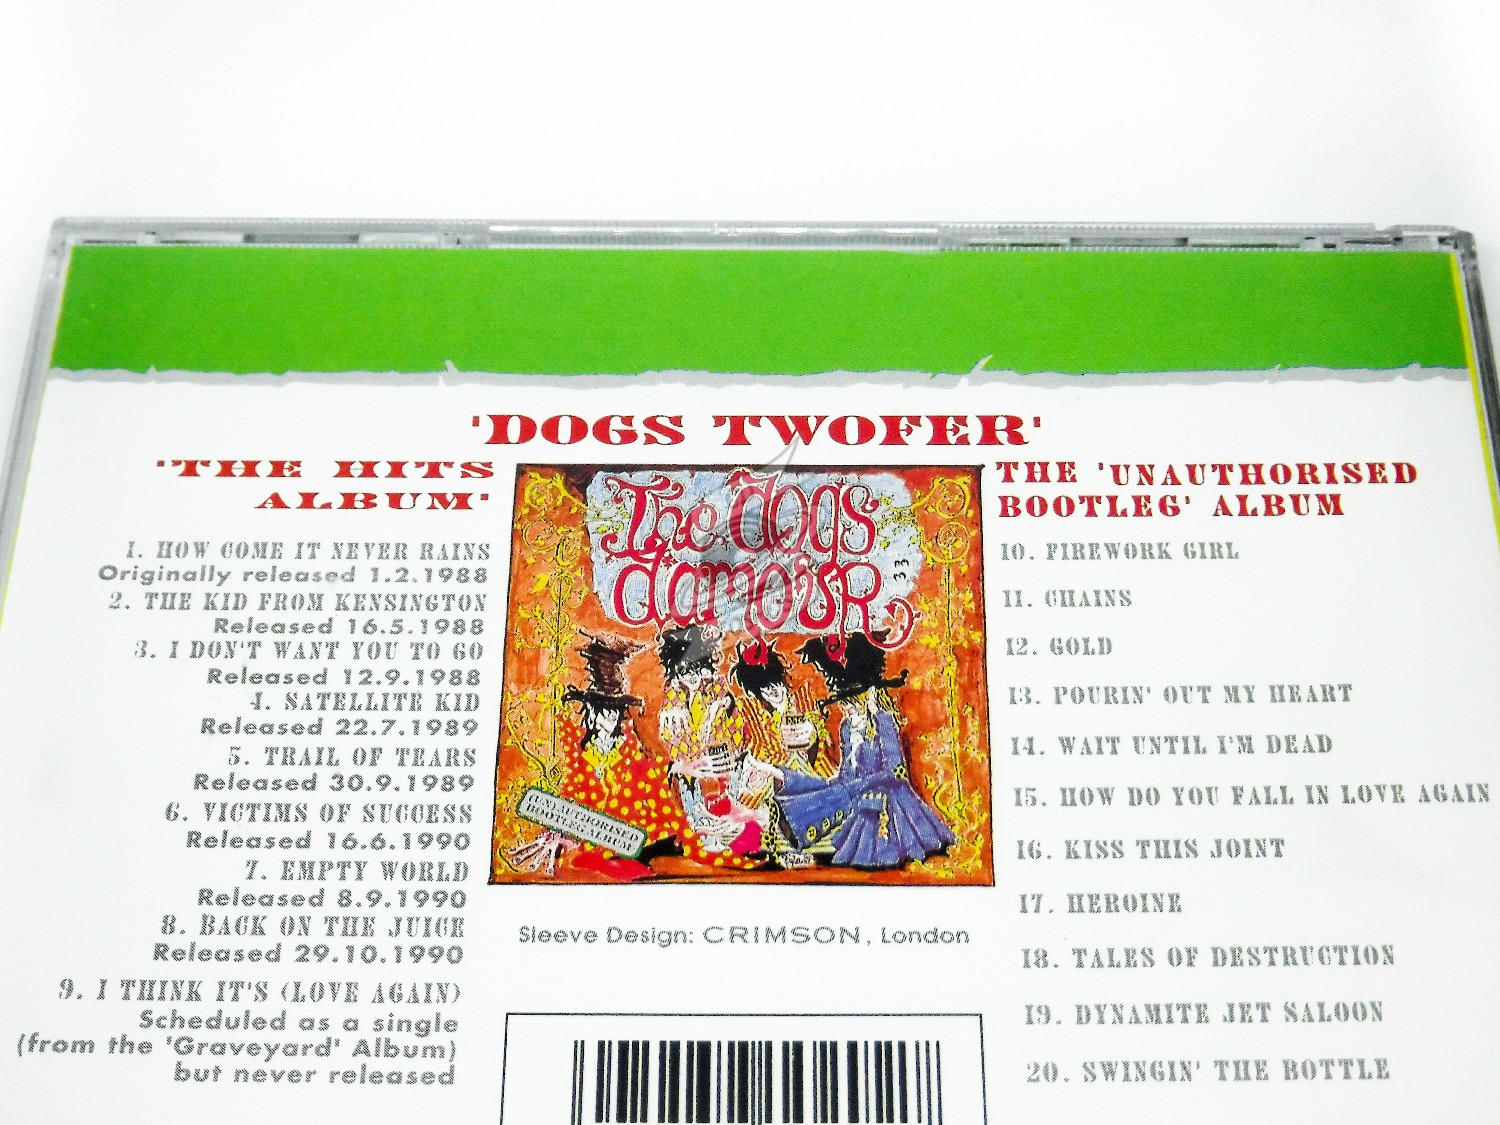 'DOGS TWOFER'
'THE HITS
ALBUM'
1. HOW COME IT NEVER RAINS
Originally released 1.2.1988
2. THE KID FROM KENSINGTON
Released 16.5.1988
3. I DON'T WANT YOU TO GO
Released 12.9.1988
4. SATELLITE KID
Released 22.7.1989
5. TRAIL OF TEARS
Released 30.9.1989
6. VICTIMS OF SUCCESS
Released 16.6.1990
7. EMPTY WORLD
Released 8.9.1990
8. BACK ON THE JUICE
Released 29.10.1990
9. I THINK IT'S (LOVE AGAIN)
Scheduled as a single
(from the 'Graveyard' Album)
but never released
The dogs
damour
33
(UN)AUTHORISED
BOOTLEG ALBUM
Sleeve Design: CRIMSON, London
THE 'UNAUTHORISED
BOOTLEG' ALBUM
10. FIREWORK GIRL
11. CHAINS
12. GOLD
13. POURIN' OUT MY HEART
14. WAIT UNTIL I'M DEAD
15. HOW DO YOU FALL IN LOVE AGAIN
16. KISS THIS JOINT
17. HEROINE
18. TALES OF DESTRUCTION
19. DYNAMITE JET SALOON
20. SWINGIN' THE BOTTLE